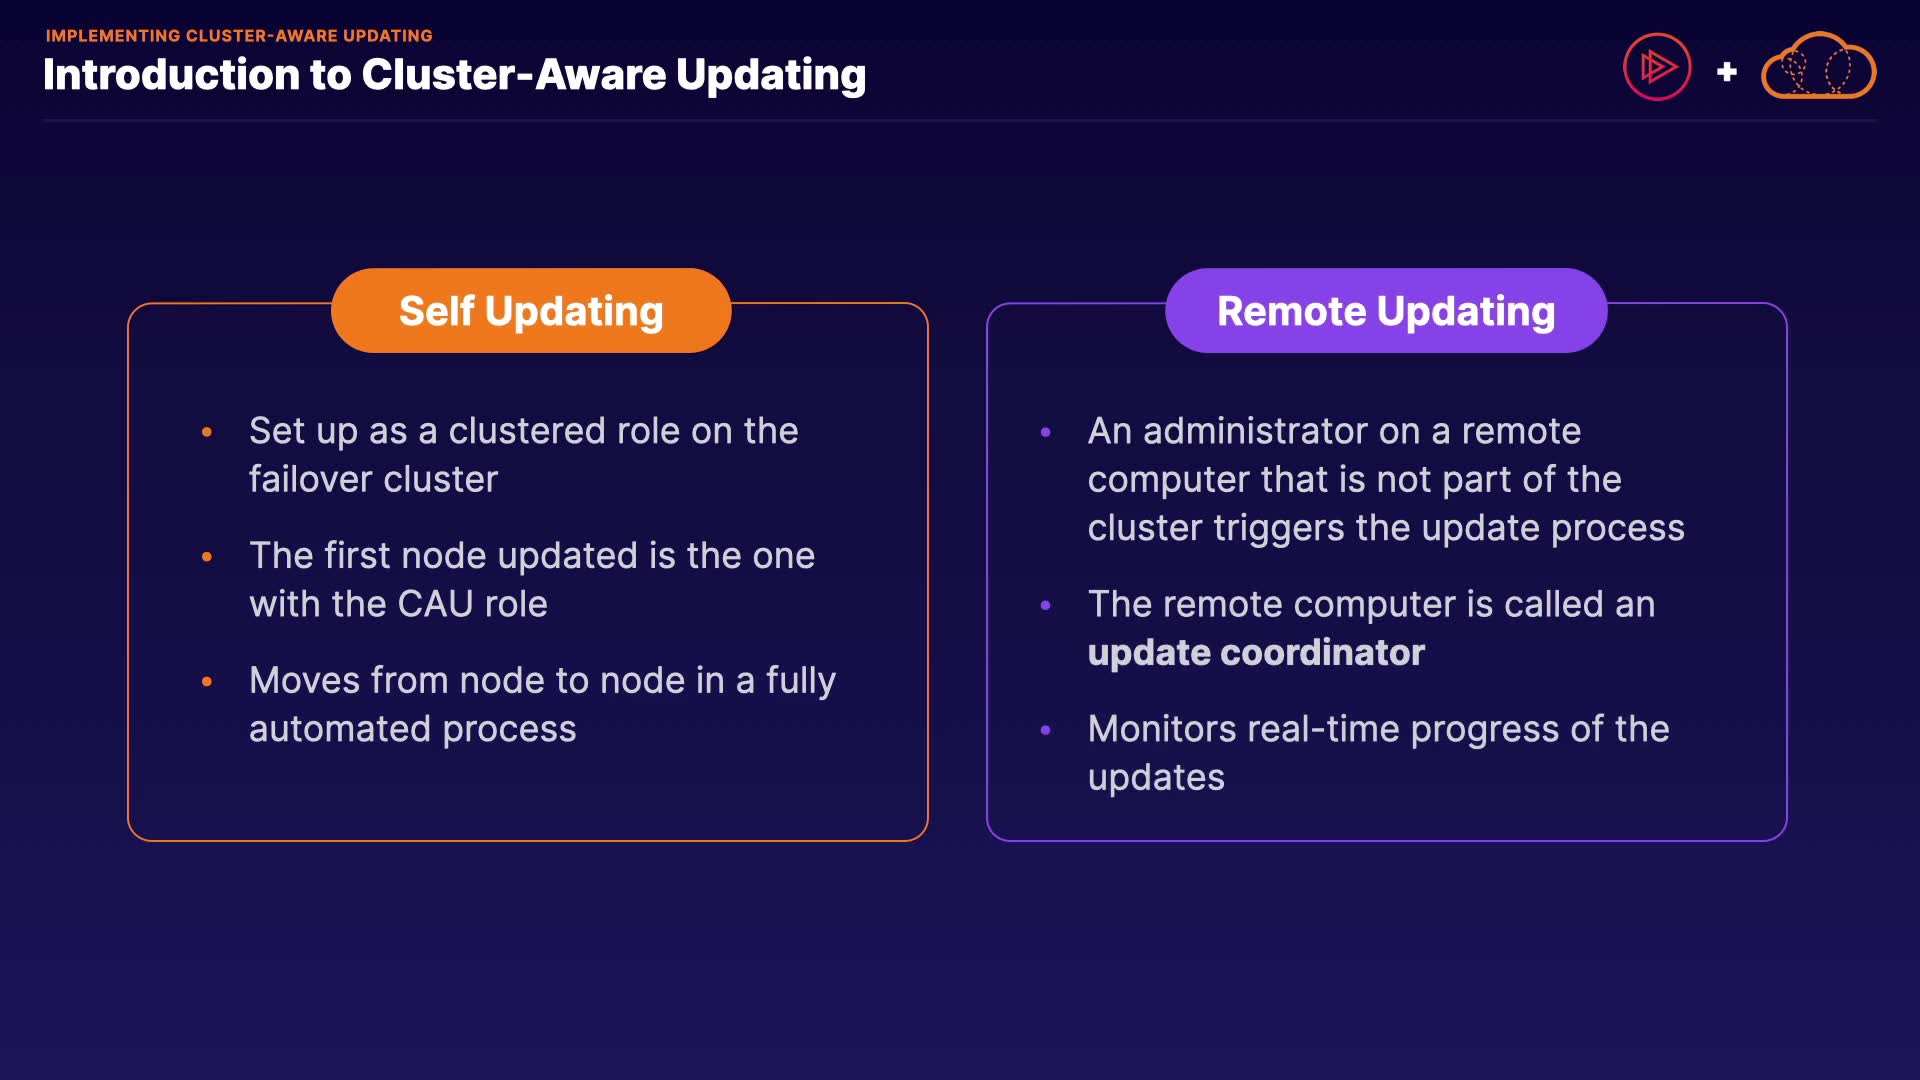 IMPLEMENTING CLUSTER-AWARE UPDATING
Introduction to Cluster-Aware Updating
Self Updating
• Set up as a clustered role on the
failover cluster
• The first node updated is the one
with the CAU role
• Moves from node to node in a fully
automated process
Remote Updating
• An administrator on a remote
computer that is not part of the
cluster triggers the update process
• The remote computer is called an
update coordinator
• Monitors real-time progress of the
updates